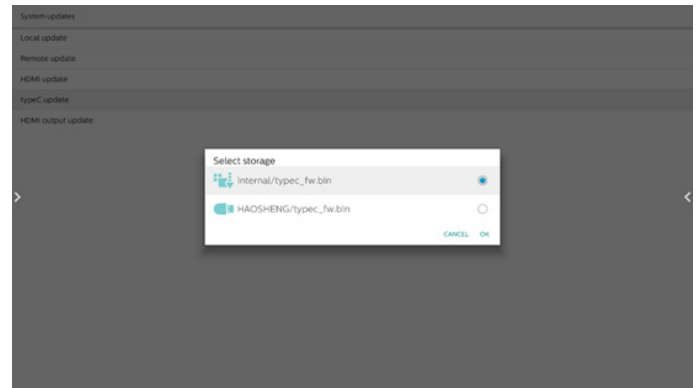 System updates
Local update
Remote update
HDMI update
typeC update
HDMI output update
Select storage
Internal/typec_fw.bin
HAOSHENG/typec_fw.bin
CANCEL OK